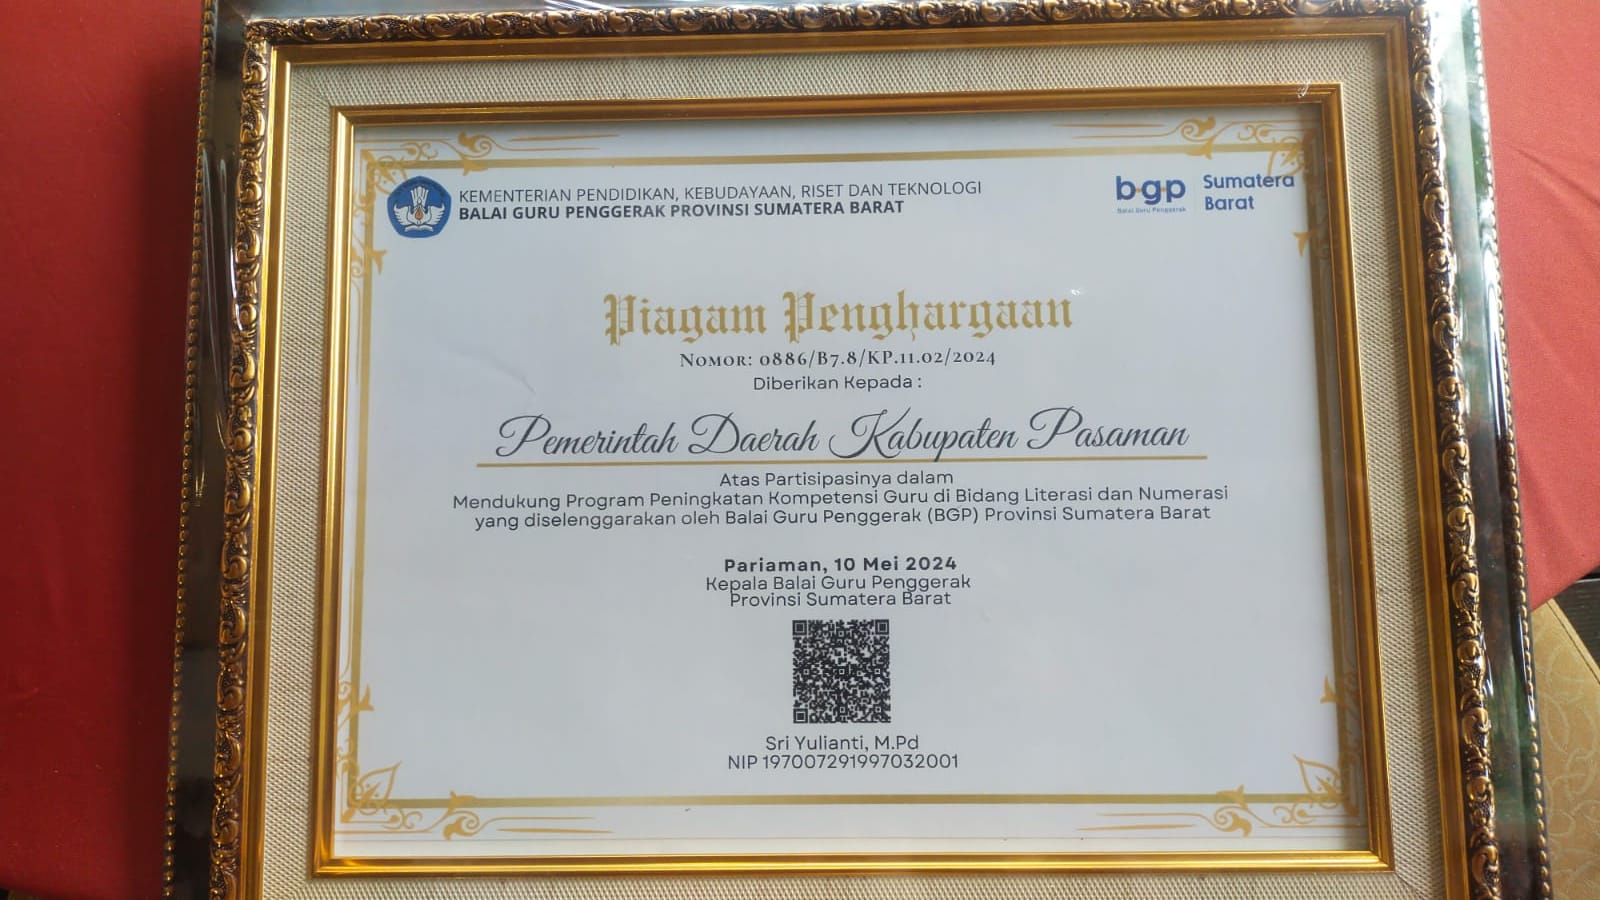 KEMENTERIAN PENDIDIKAN, KEBUDAYAAN, RISET DAN TEKNOLOGI
BALAI GURU PENGGERAK PROVINSI SUMATERA BARAT
bgp
Balai Guru Penggerak
Sumatera
Barat
Piagam Penghargaan
NOMOR: 0886/B7.8/KP.11.02/2024
Diberikan Kepada :
Pemerintah Daerah Kabupaten Pasaman
Atas Partisipasinya dalam
Mendukung Program Peningkatan Kompetensi Guru di Bidang Literasi dan Numerasi
yang diselenggarakan oleh Balai Guru Penggerak (BGP) Provinsi Sumatera Barat
Pariaman, 10 Mei 2024
Kepala Balai Guru Penggerak
Provinsi Sumatera Barat
Sri Yulianti, M.Pd
NIP 197007291997032001